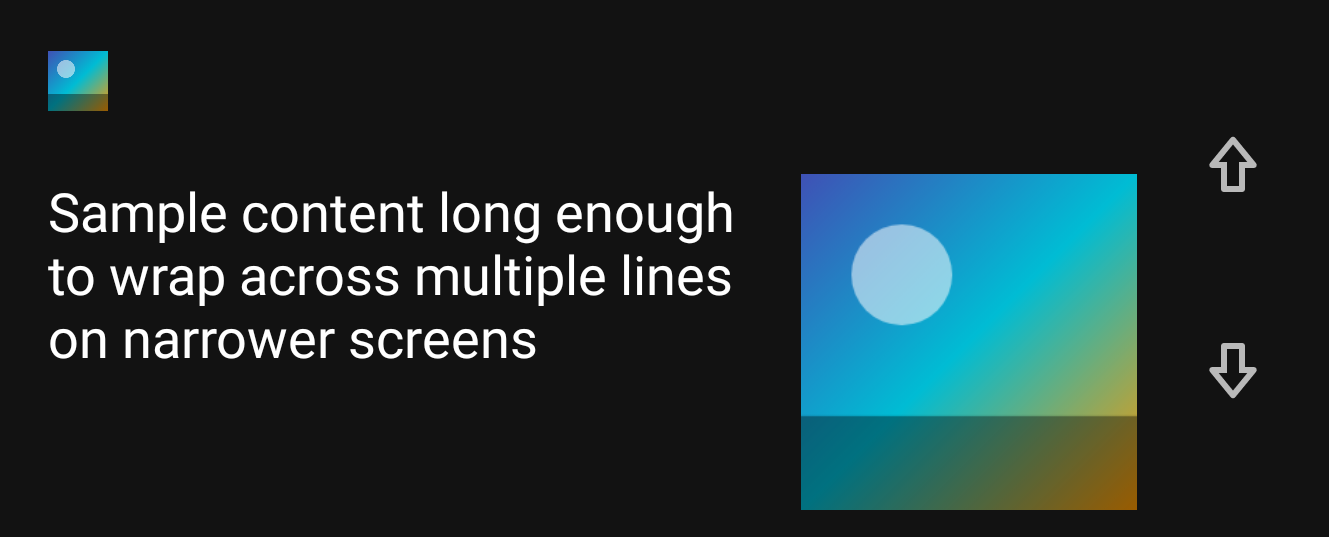 Sample content long enough
to wrap across multiple lines
on narrower screens